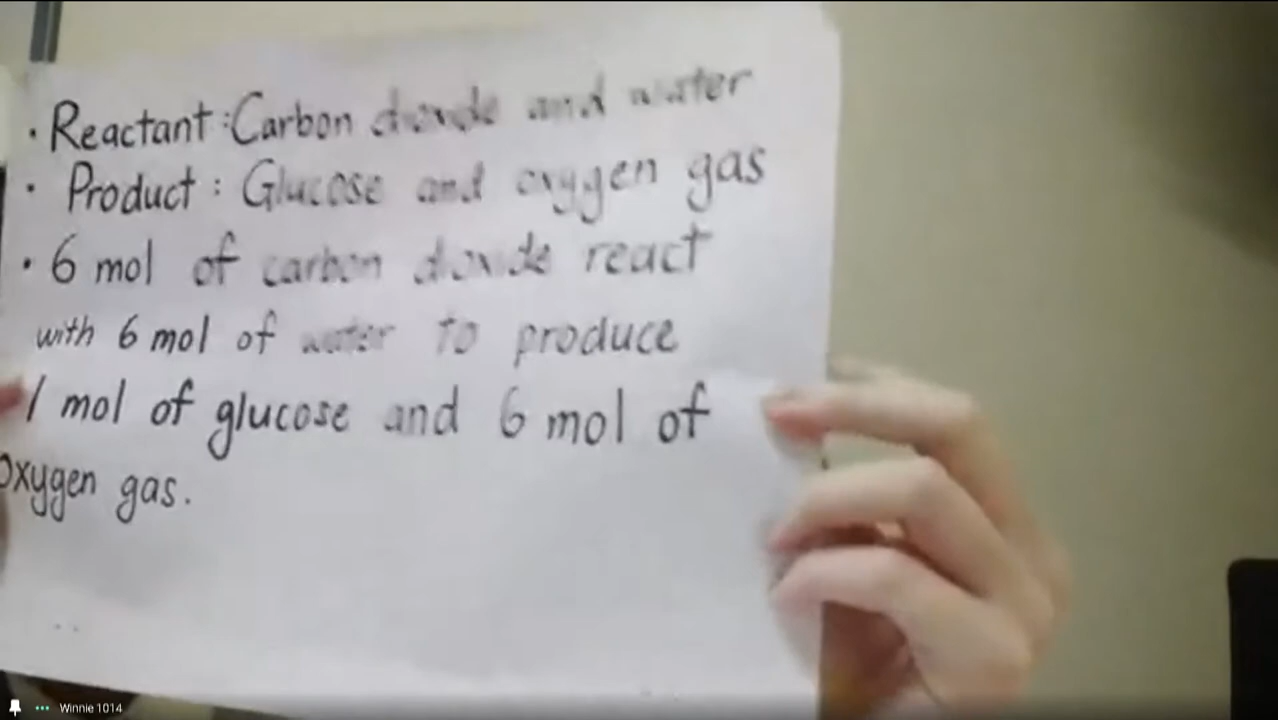 • Reactant : Carbon dioxide and water
• Product : Glucose and oxygen gas
• 6 mol of carbon dioxide react
with 6 mol of water to produce
1 mol of glucose and 6 mol of
oxygen gas.
Winnie 1014